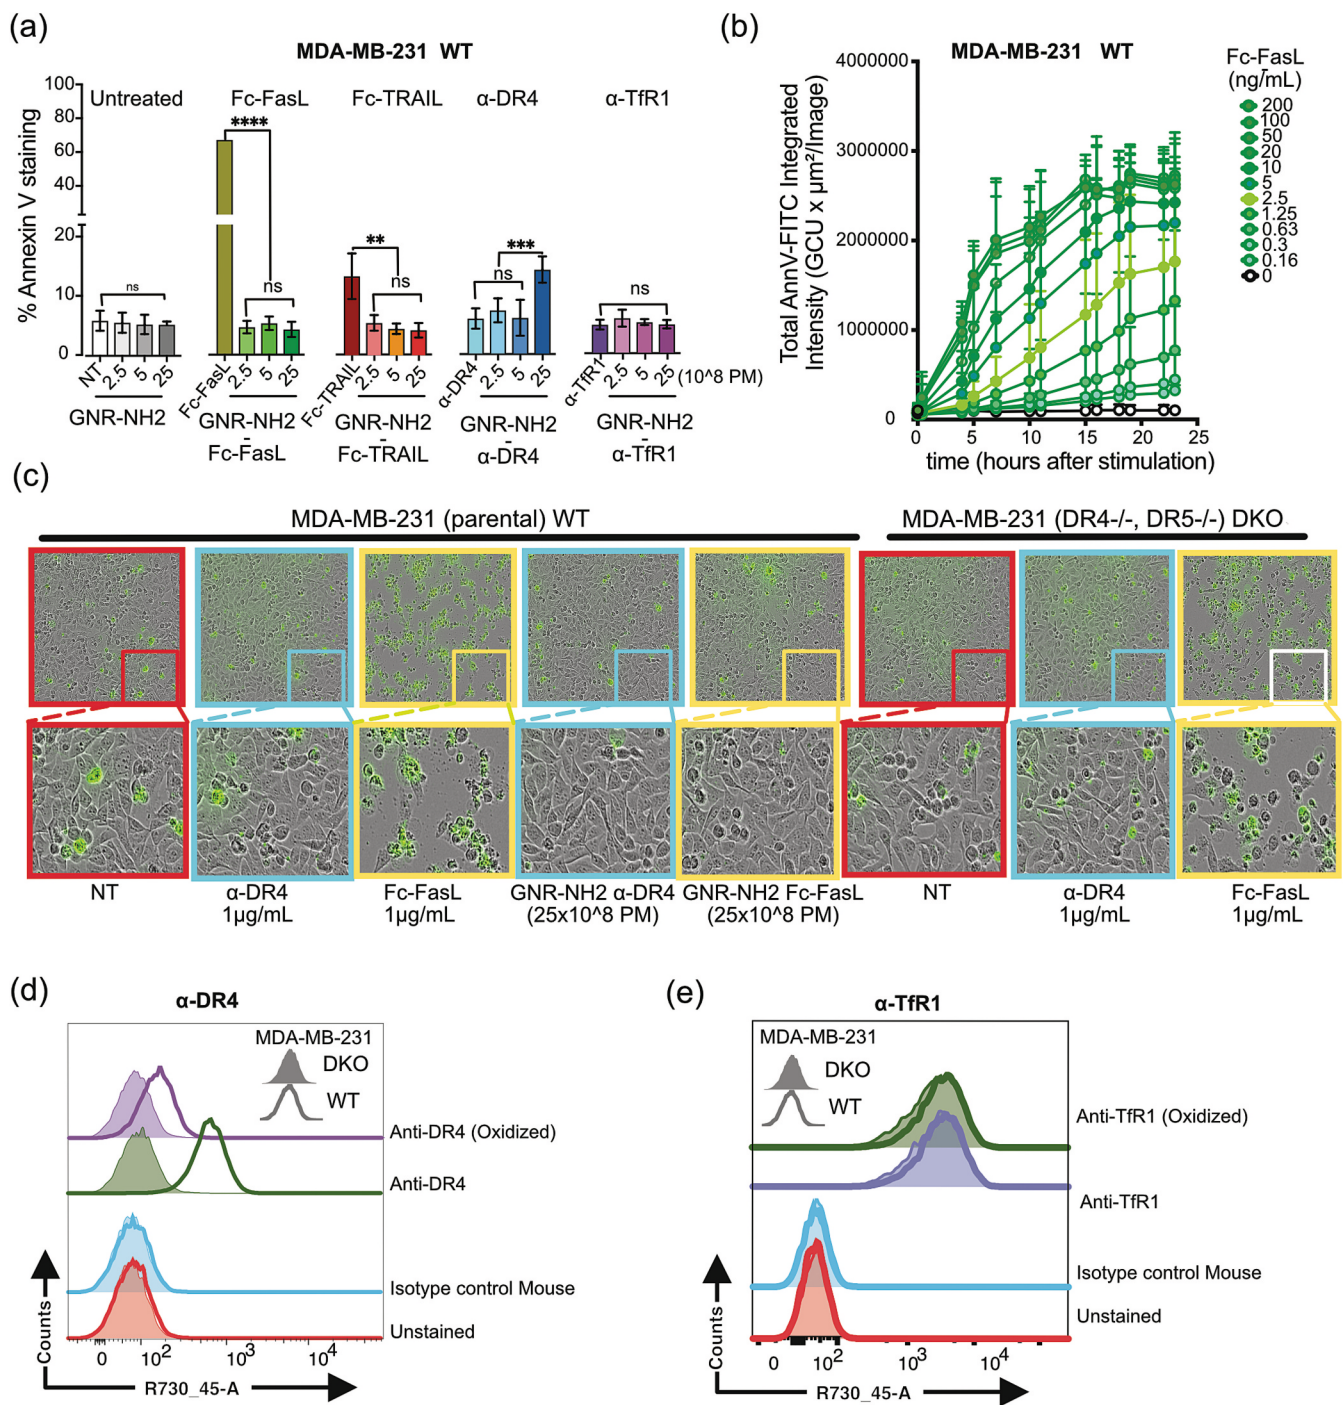 (a)
MDA-MB-231 WT
% Annexin V staining
100
80
60
40
20
10
0
Untreated
Fc-FasL
Fc-TRAIL
α-DR4
α-TfR1
ns
****
ns
**
ns
ns
***
ns
NT 2.5 5 25
Fc-FasL 2.5 5 25
Fc-TRAIL 2.5 5 25
α-DR4 2.5 5 25
α-TfR1 2.5 5 25
(10^8 PM)
GNR-NH2
GNR-NH2
-
Fc-FasL
GNR-NH2
-
Fc-TRAIL
GNR-NH2
-
α-DR4
GNR-NH2
-
α-TfR1
(b)
MDA-MB-231 WT
Total AnnV-FITC Integrated
Intensity (GCU x µm²/Image)
4000000
3000000
2000000
1000000
0
0 5 10 15 20 25
time (hours after stimulation)
Fc-FasL
(ng/mL)
200
100
50
20
10
5
2.5
1.25
0.63
0.3
0.16
0
(c)
MDA-MB-231 (parental) WT
MDA-MB-231 (DR4-/-, DR5-/-) DKO
NT
α-DR4
1µg/mL
Fc-FasL
1µg/mL
GNR-NH2 α-DR4
(25x10^8 PM)
GNR-NH2 Fc-FasL
(25x10^8 PM)
NT
α-DR4
1µg/mL
Fc-FasL
1µg/mL
(d)
α-DR4
MDA-MB-231
DKO
WT
Anti-DR4 (Oxidized)
Anti-DR4
Isotype control Mouse
Unstained
Counts
0 10² 10³ 10⁴
R730_45-A
(e)
α-TfR1
MDA-MB-231
DKO
WT
Anti-TfR1 (Oxidized)
Anti-TfR1
Isotype control Mouse
Unstained
Counts
0 10² 10³ 10⁴
R730_45-A